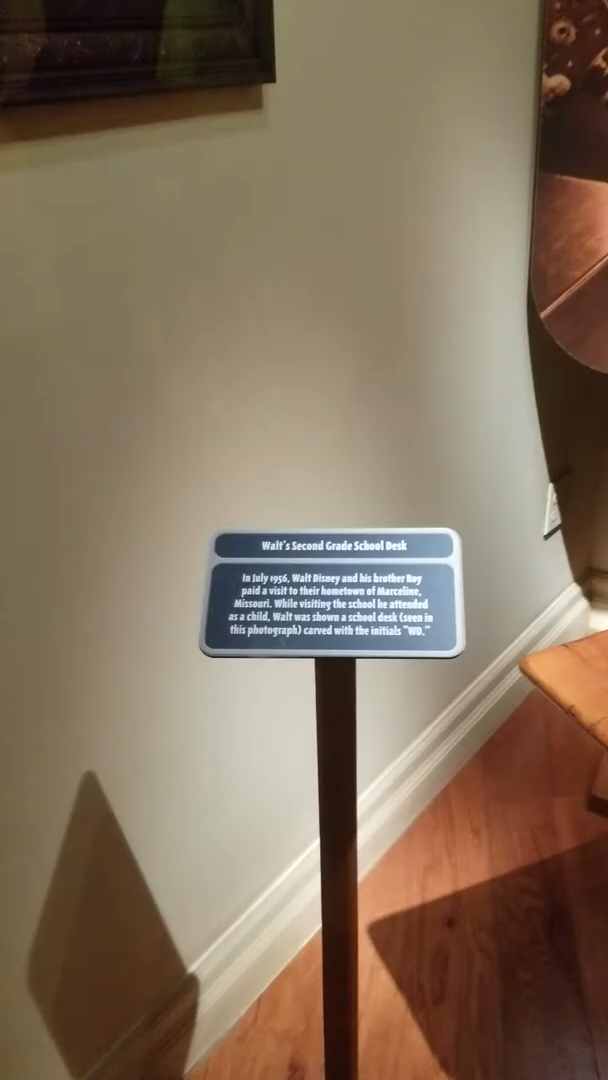 Walt's Second Grade School Desk
In July 1956, Walt Disney and his brother Roy
paid a visit to their hometown of Marceline,
Missouri. While visiting the school he attended
as a child, Walt was shown a school desk (seen in
this photograph) carved with the initials "WD."